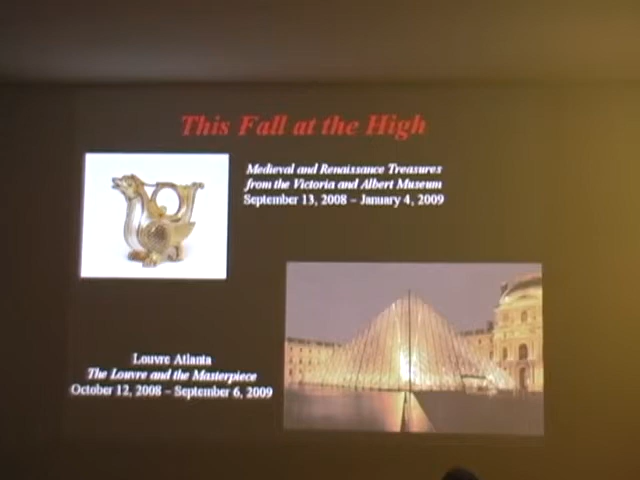 This Fall at the High
Medieval and Renaissance Treasures
from the Victoria and Albert Museum
September 13, 2008 – January 4, 2009
Louvre Atlanta
The Louvre and the Masterpiece
October 12, 2008 – September 6, 2009